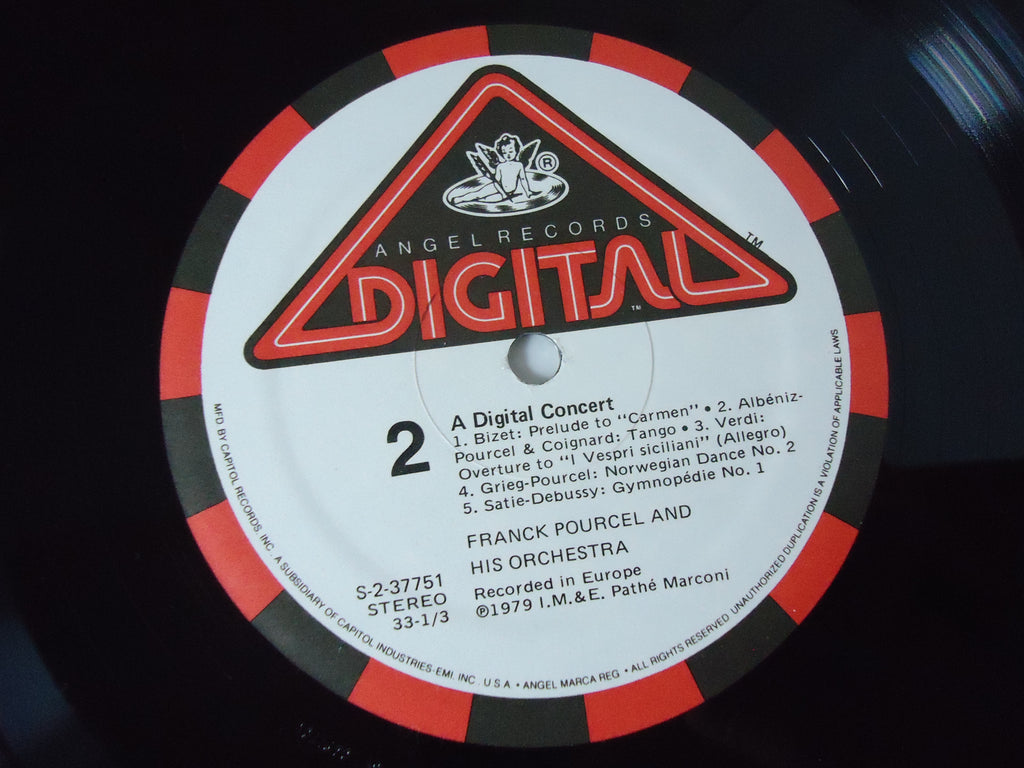 ®
ANGEL RECORDS
DIGITAL
TM
TM
2
A Digital Concert
1. Bizet: Prelude to "Carmen" • 2. Albéniz-
Pourcel & Coignard: Tango • 3. Verdi:
Overture to "I Vespri siciliani" (Allegro)
4. Grieg-Pourcel: Norwegian Dance No. 2
5. Satie-Debussy: Gymnopédie No. 1
FRANCK POURCEL AND
HIS ORCHESTRA
S-2-37751
STEREO
33-1/3
Recorded in Europe
℗1979 I.M.&E. Pathé Marconi
MFD. BY CAPITOL RECORDS, INC., A SUBSIDIARY OF CAPITOL INDUSTRIES-EMI, INC., U.S.A. • ANGEL MARCA REG. • ALL RIGHTS RESERVED. UNAUTHORIZED DUPLICATION IS A VIOLATION OF APPLICABLE LAWS